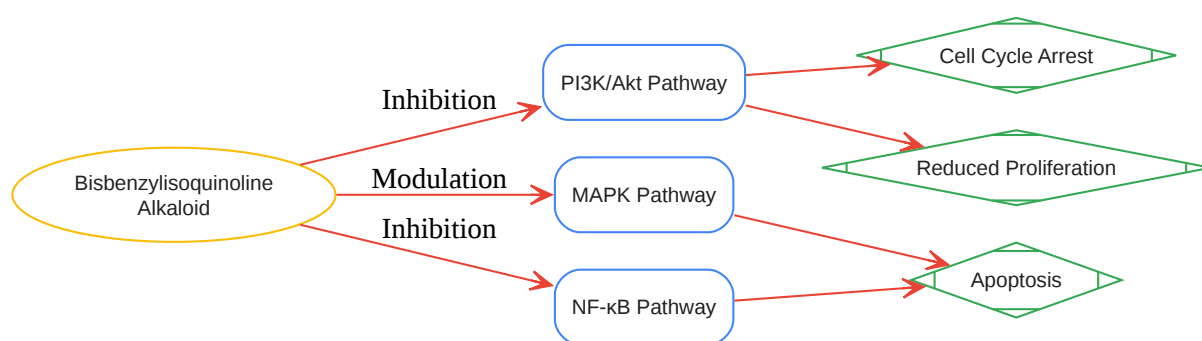 Bisbenzylisoquinoline
Alkaloid
Inhibition
Modulation
Inhibition
PI3K/Akt Pathway
MAPK Pathway
NF-κB Pathway
Cell Cycle Arrest
Reduced Proliferation
Apoptosis